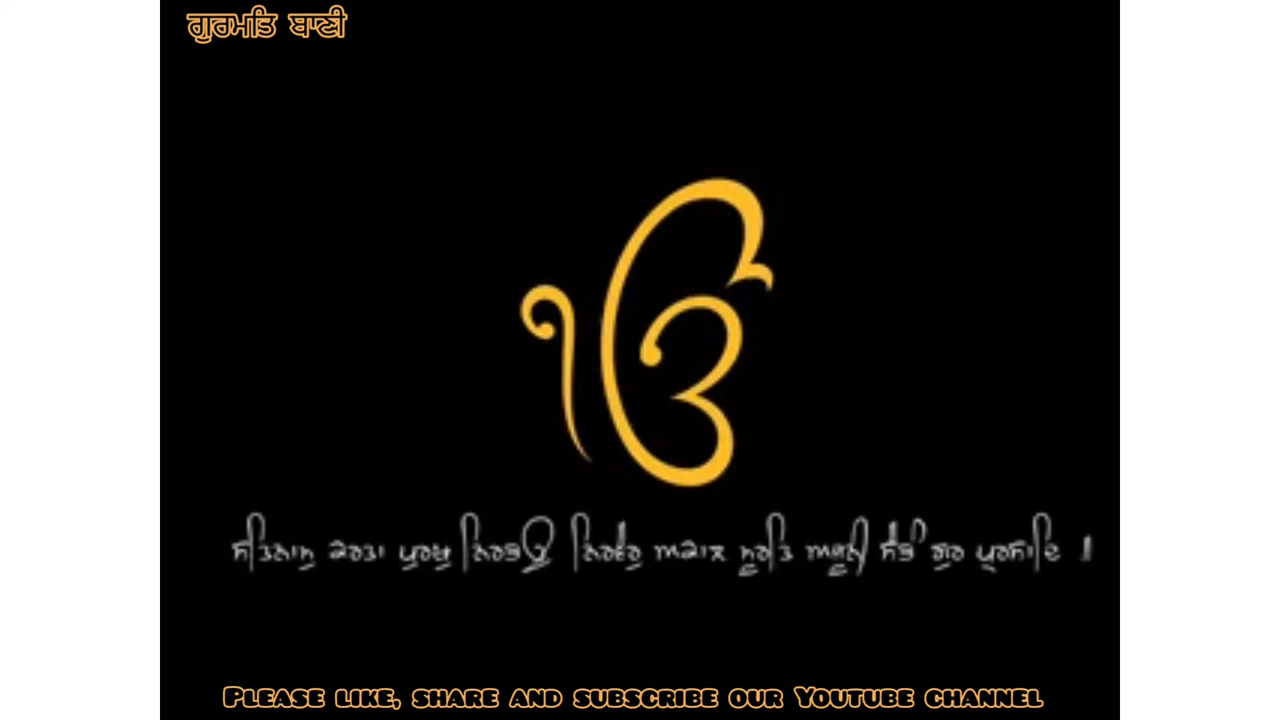 ਗੁਰਮਤਿ ਬਾਣੀ
ੴ
ਸਤਿਨਾਮੁ ਕਰਤਾ ਪੁਰਖੁ ਨਿਰਭਉ ਨਿਰਵੈਰੁ ਅਕਾਲ ਮੂਰਤਿ ਅਜੂਨੀ ਸੈਭੰ ਗੁਰ ਪ੍ਰਸਾਦਿ ।
Please like, share and subscribe our Youtube channel